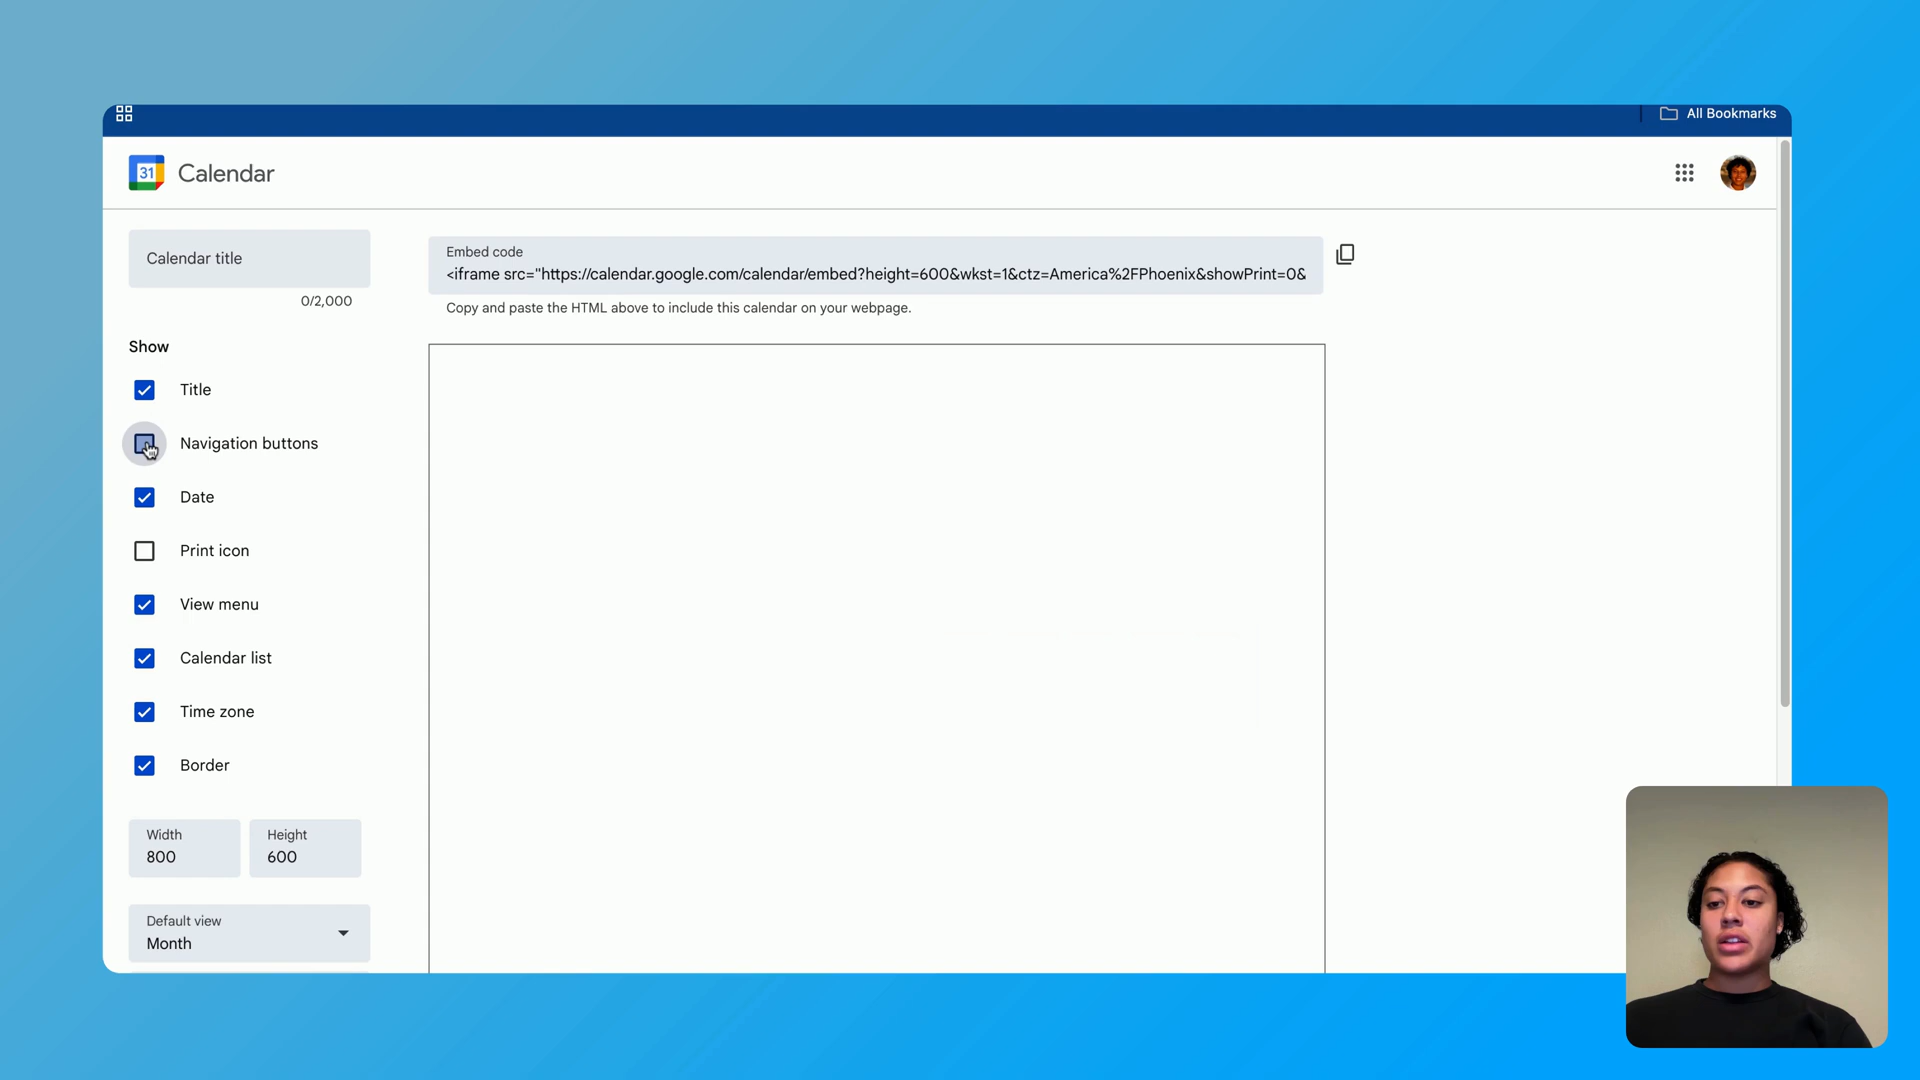 All Bookmarks
31
Calendar
Calendar title
0/2,000
Embed code
<iframe src="https://calendar.google.com/calendar/embed?height=600&wkst=1&ctz=America%2FPhoenix&showPrint=0&
Copy and paste the HTML above to include this calendar on your webpage.
Show
Title
Navigation buttons
Date
Print icon
View menu
Calendar list
Time zone
Border
Width
800
Height
600
Default view
Month